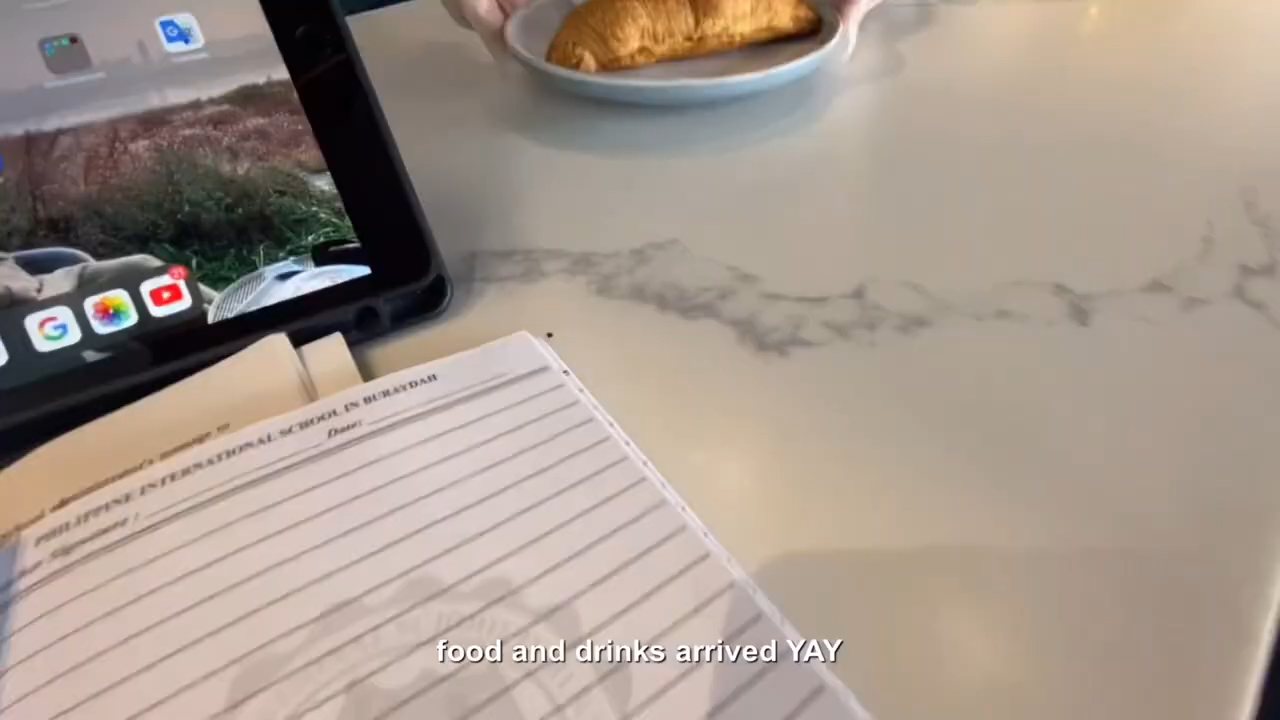 PHILIPPINE INTERNATIONAL SCHOOL IN BURAYDAH
Signature: Date:
food and drinks arrived YAY